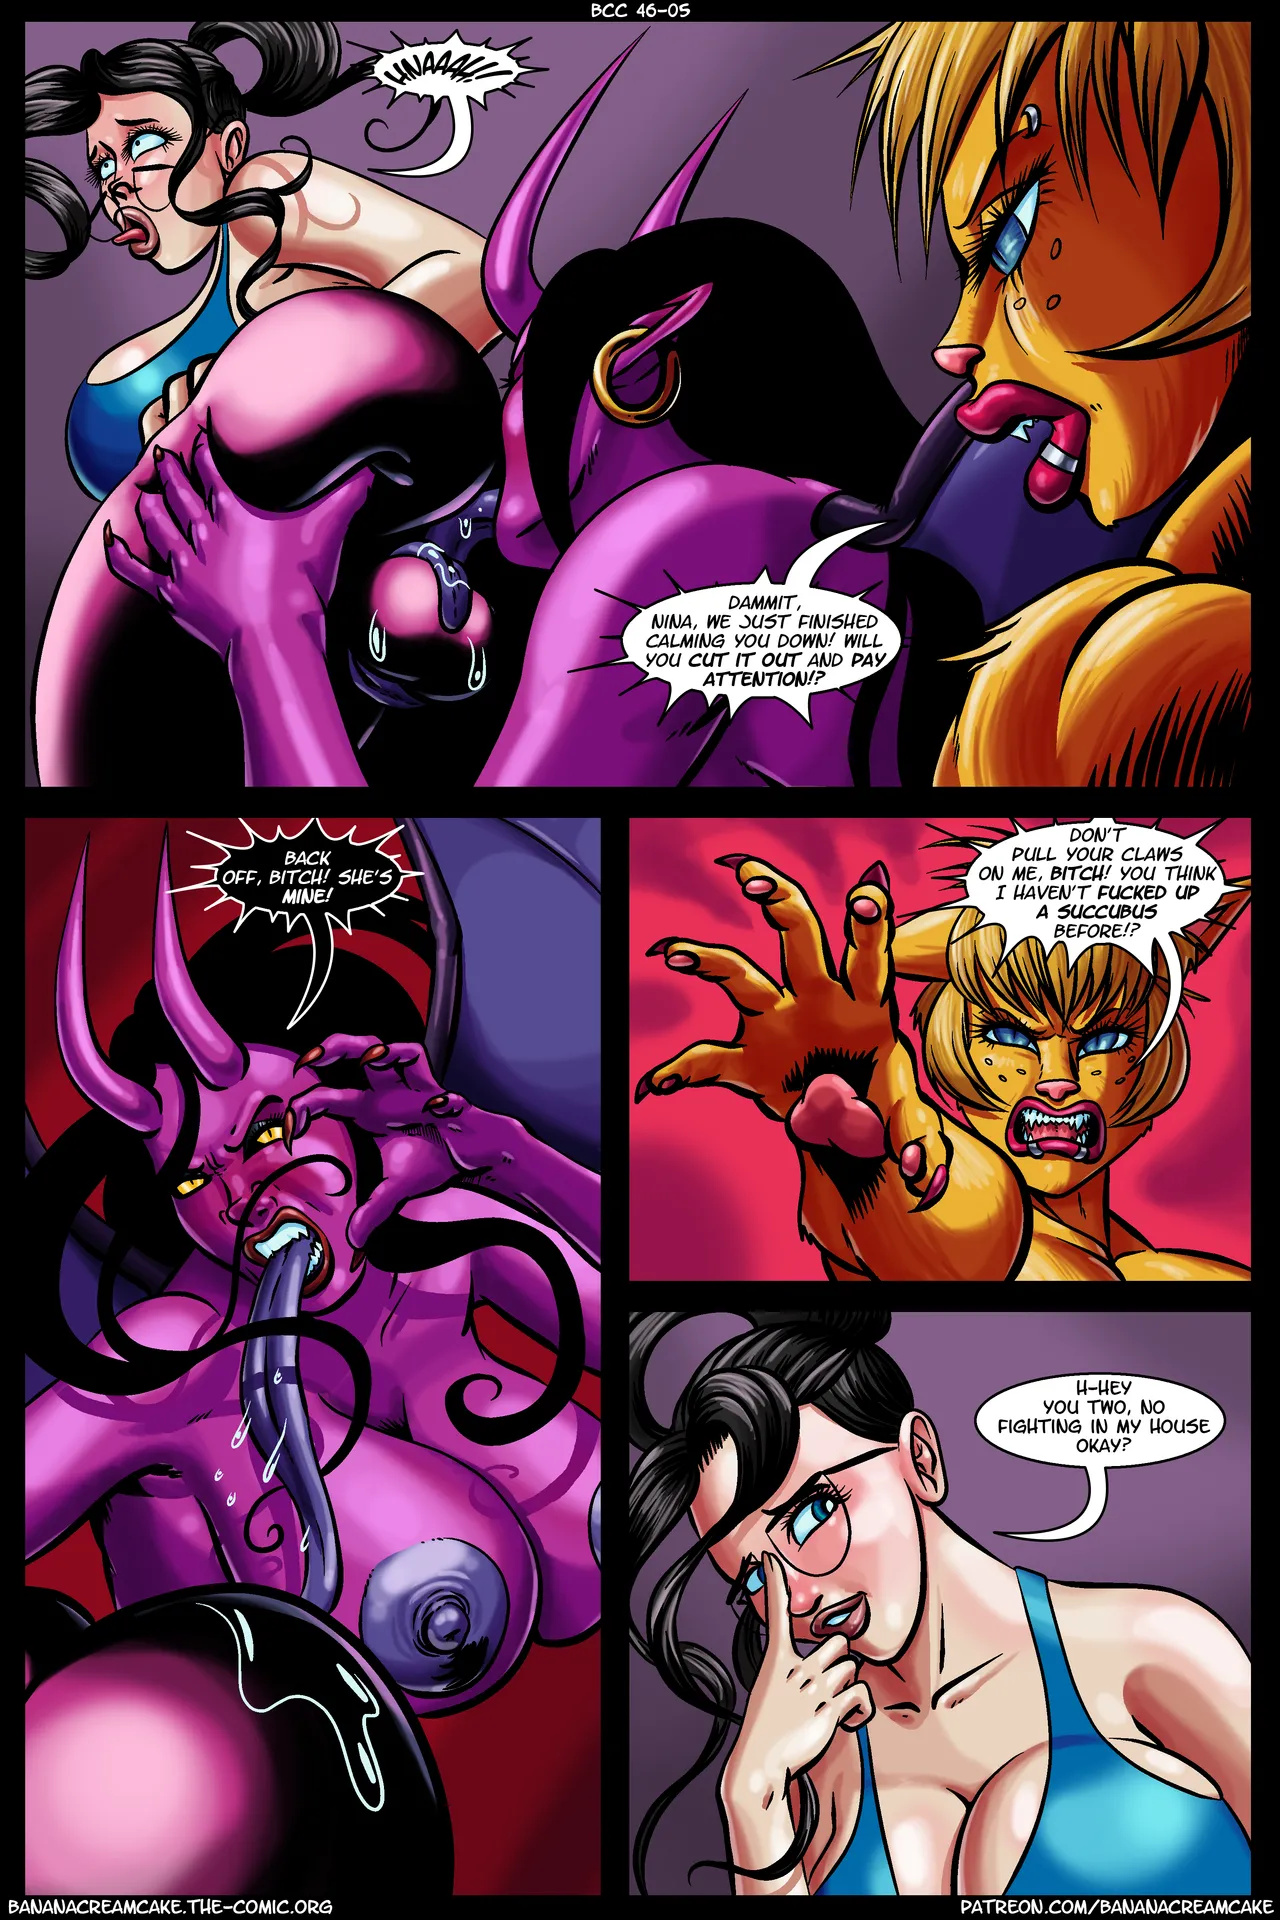 BCC 46-05
HNAAAH!!
DAMMIT,
NINA, WE JUST FINISHED
CALMING YOU DOWN! WILL
YOU CUT IT OUT AND PAY
ATTENTION!?
BACK
OFF, BITCH! SHE'S
MINE!
DON'T
PULL YOUR CLAWS
ON ME, BITCH! YOU THINK
I HAVEN'T FUCKED UP
A SUCCUBUS
BEFORE!?
H-HEY
YOU TWO, NO
FIGHTING IN MY HOUSE
OKAY?
BANANACREAMCAKE.THE-COMIC.ORG
PATREON.COM/BANANACREAMCAKE